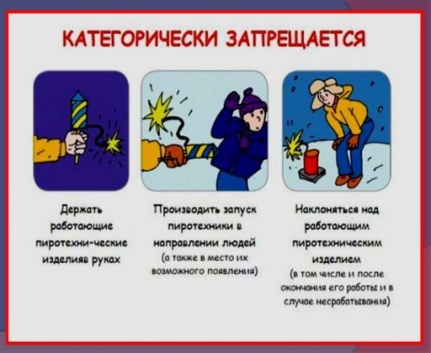 КАТЕГОРИЧЕСКИ ЗАПРЕЩАЕТСЯ
Держать
работающие
пиротехни-ческие
изделияв руках
Производить запуск
пиротехники в
направлении людей
(а также в место их
возможного появления)
Наклоняться над
работающим
пиротехническим
изделием
(в том числе и после
окончания его работы и в
случае несрабатывания)